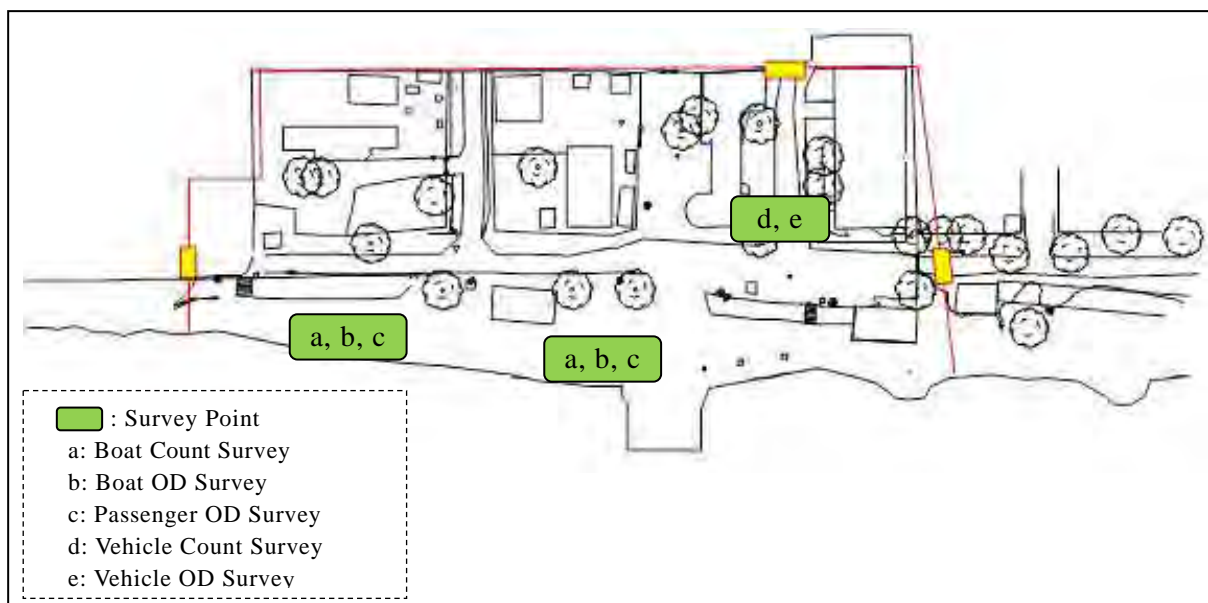 d, e
a, b, c
a, b, c
: Survey Point
a: Boat Count Survey
b: Boat OD Survey
c: Passenger OD Survey
d: Vehicle Count Survey
e: Vehicle OD Survey